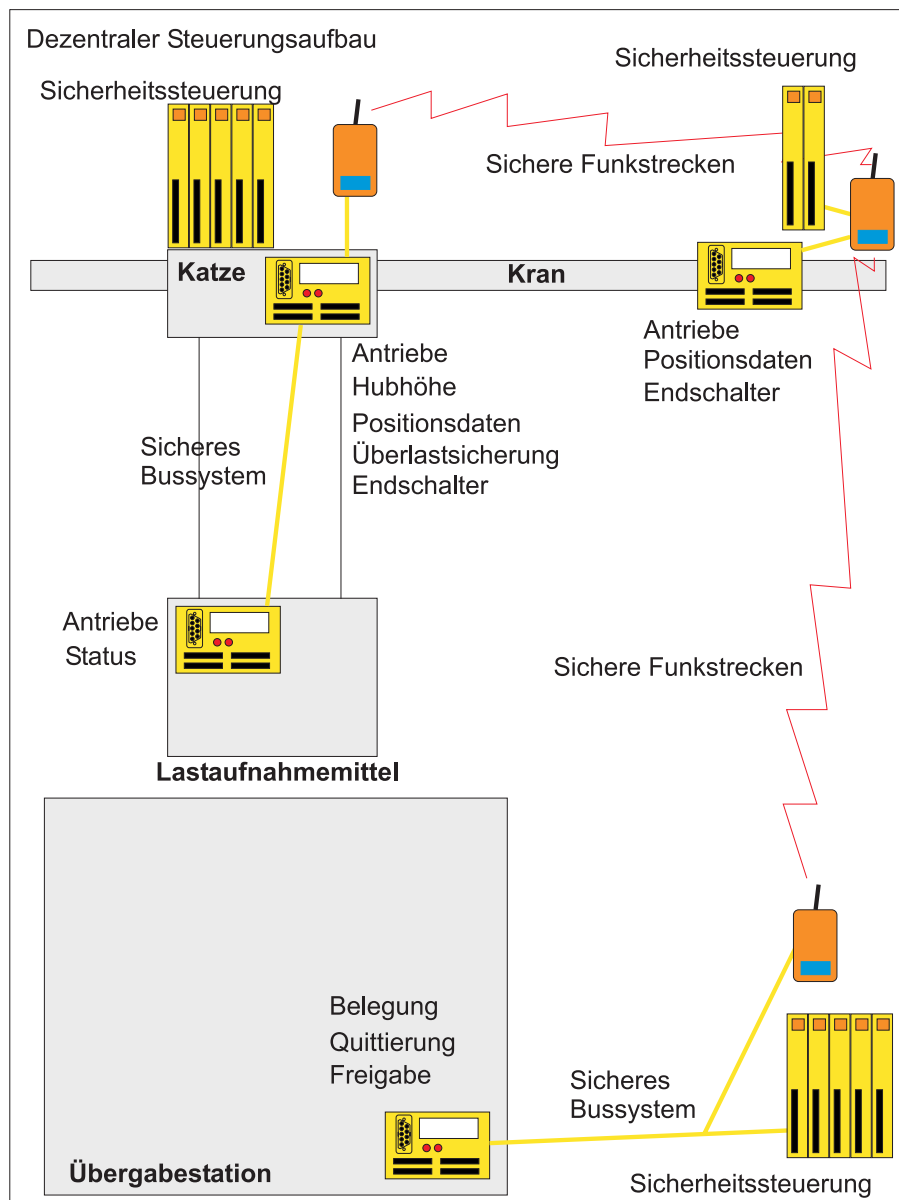 Dezentraler Steuerungsaufbau
Sicherheitssteuerung
Sicherheitssteuerung
Sichere Funkstrecken
Katze
Kran
Antriebe
Hubhöhe
Positionsdaten
Überlastsicherung
Endschalter
Antriebe
Positionsdaten
Endschalter
Sicheres
Bussystem
Antriebe
Status
Sichere Funkstrecken
Lastaufnahmemittel
Belegung
Quittierung
Freigabe
Sicheres
Bussystem
Übergabestation
Sicherheitssteuerung